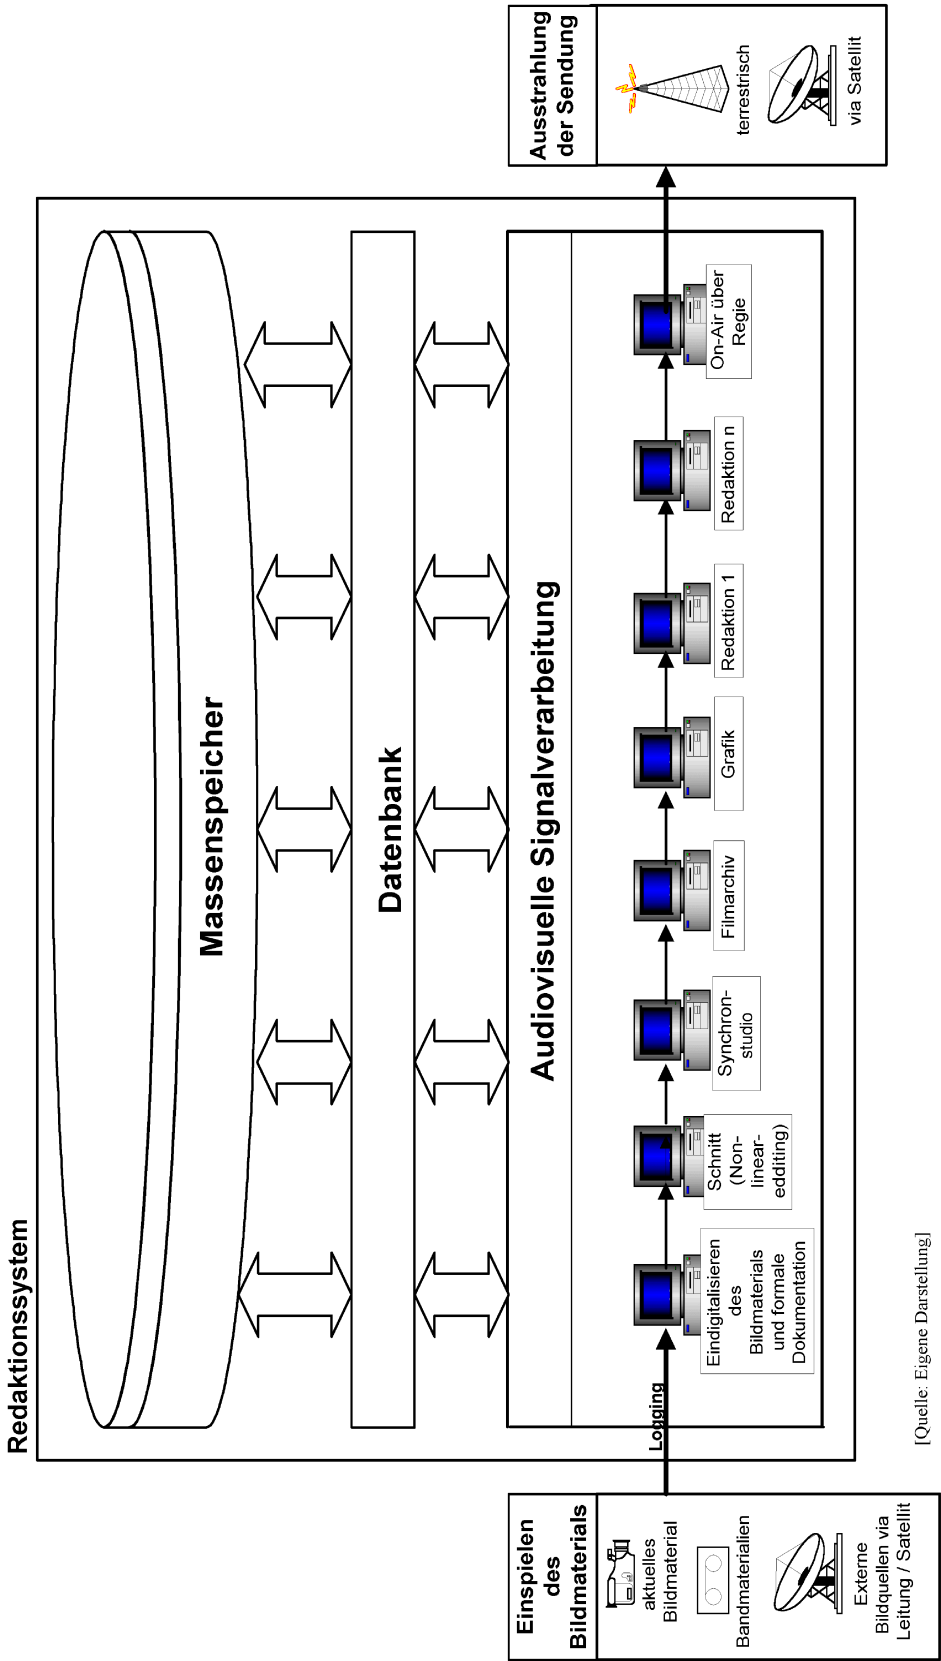 Redaktionssystem
Massenspeicher
Datenbank
Audiovisuelle Signalverarbeitung
Einspielen
des
Bildmaterials
aktuelles
Bildmaterial
Bandmaterialien
Externe
Bildquellen via
Leitung / Satellit
Logging
Eindigitalisieren
des
Bildmaterials
und formale
Dokumentation
Schnitt
(Non-
linear-
edditing)
Synchron-
studio
Filmarchiv
Grafik
Redaktion 1
Redaktion n
On-Air über
Regie
Ausstrahlung
der Sendung
terrestrisch
via Satellit
[Quelle: Eigene Darstellung]